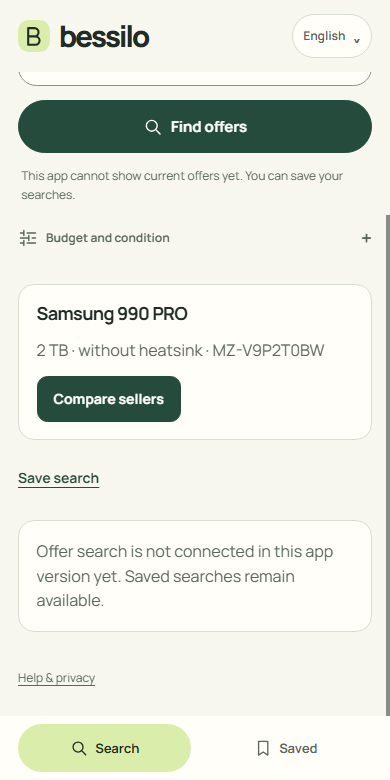 B bessilo
English
Find offers
This app cannot show current offers yet. You can save your
searches.
Budget and condition +
Samsung 990 PRO
2 TB · without heatsink · MZ-V9P2T0BW
Compare sellers
Save search
Offer search is not connected in this app
version yet. Saved searches remain
available.
Help & privacy
Search
Saved